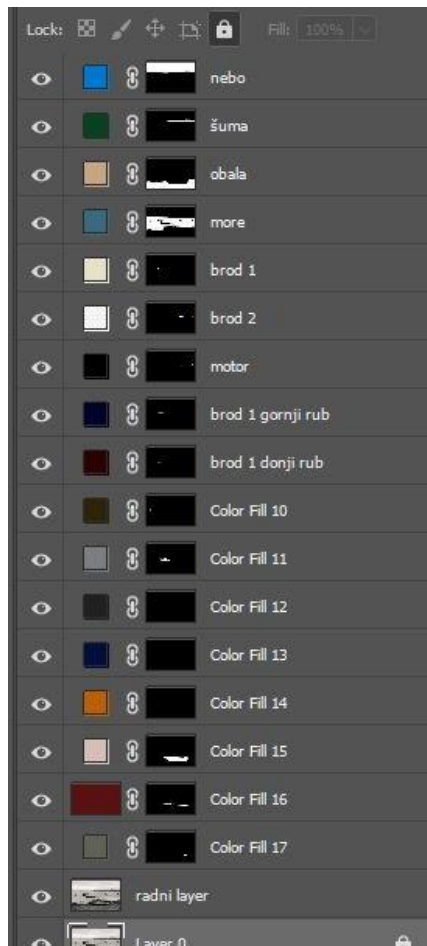 Lock: Fill: 100%
nebo
šuma
obala
more
brod 1
brod 2
motor
brod 1 gornji rub
brod 1 donji rub
Color Fill 10
Color Fill 11
Color Fill 12
Color Fill 13
Color Fill 14
Color Fill 15
Color Fill 16
Color Fill 17
radni layer
Layer 0